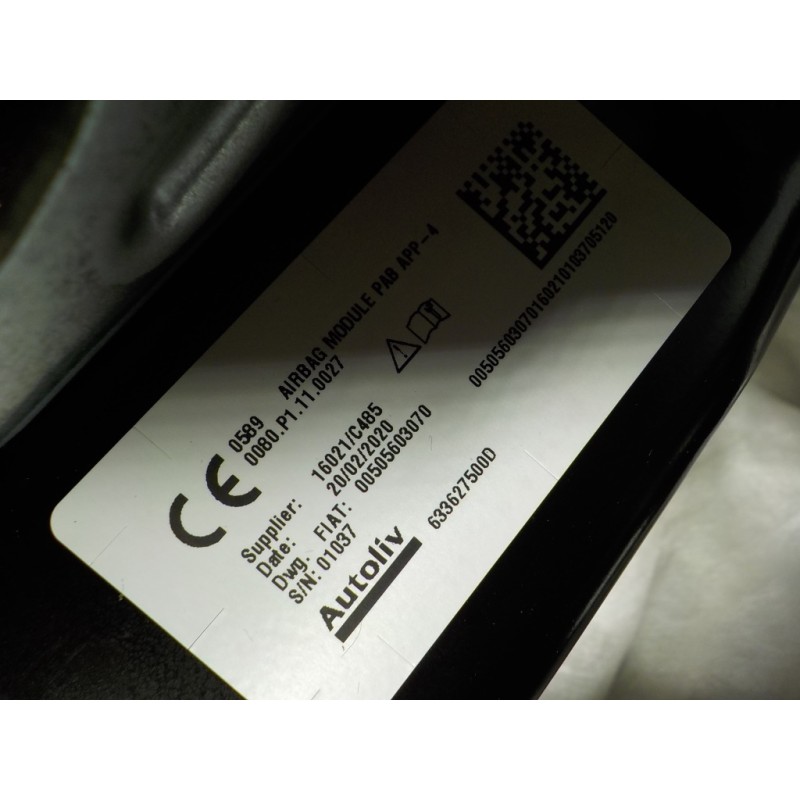 CE 0589 AIRBAG MODULE PAB APP-4
0080.P1.11.0027
Supplier: 16021/C485
Date: 20/02/2020
Dwg. FIAT: 00505603070
S/N: 01037
00505603070160210103705120
Autoliv
633627500D